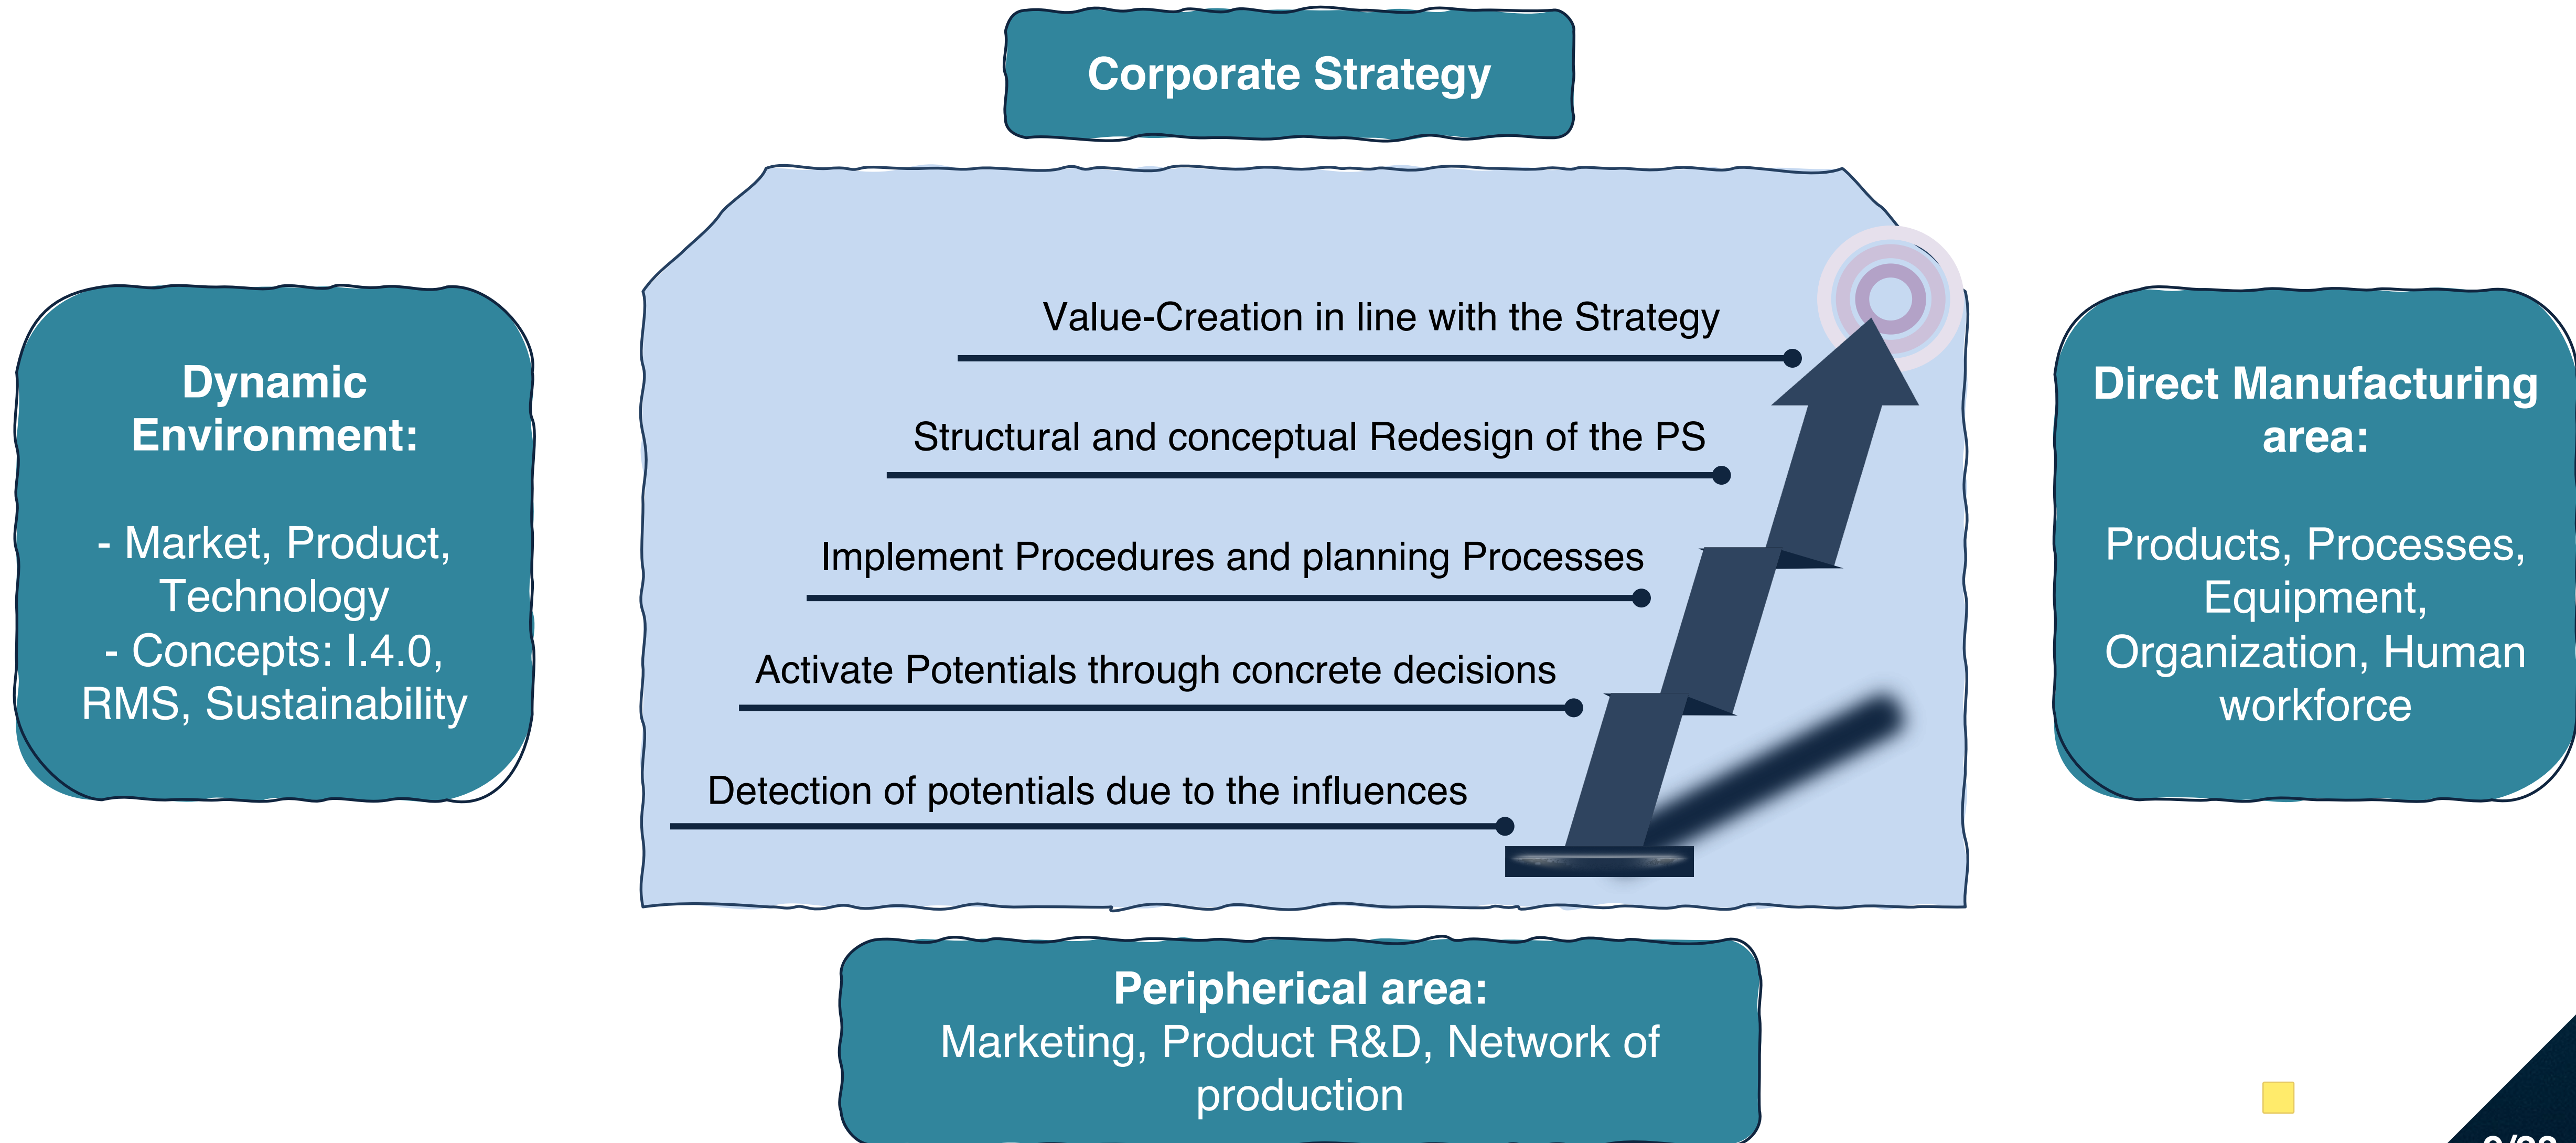 Corporate Strategy
Dynamic
Environment:
- Market, Product,
Technology
- Concepts: I.4.0,
RMS, Sustainability
Value-Creation in line with the Strategy
Structural and conceptual Redesign of the PS
Implement Procedures and planning Processes
Activate Potentials through concrete decisions
Detection of potentials due to the influences
Direct Manufacturing
area:
Products, Processes,
Equipment,
Organization, Human
workforce
Peripherical area:
Marketing, Product R&D, Network of
production